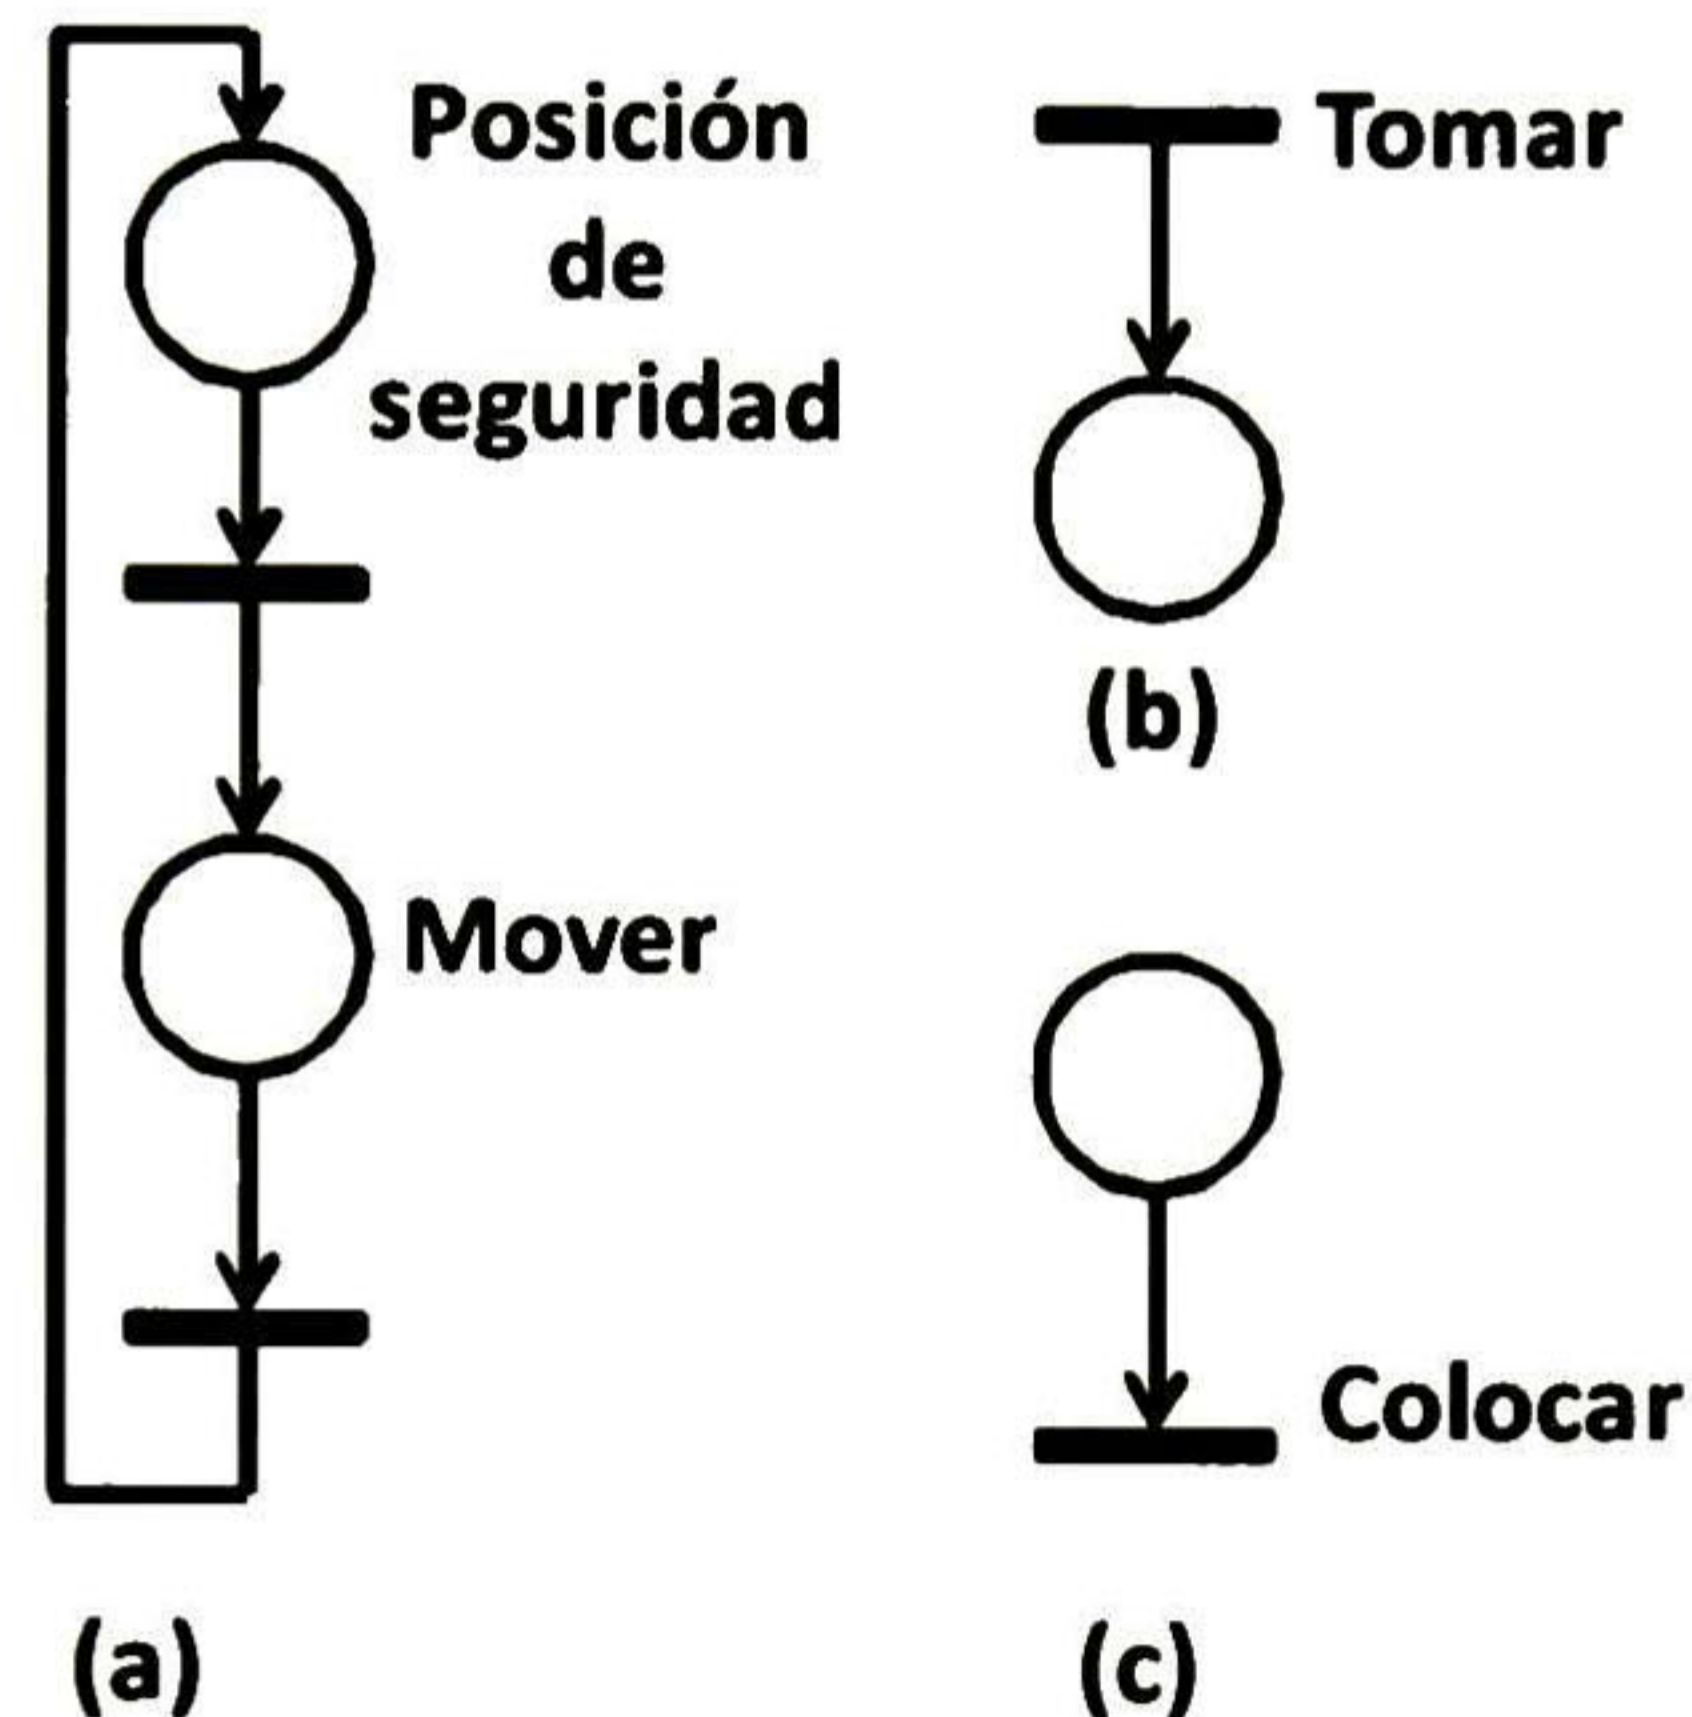 Posición
de
seguridad
Mover
(a)
Tomar
(b)
Colocar
(c)